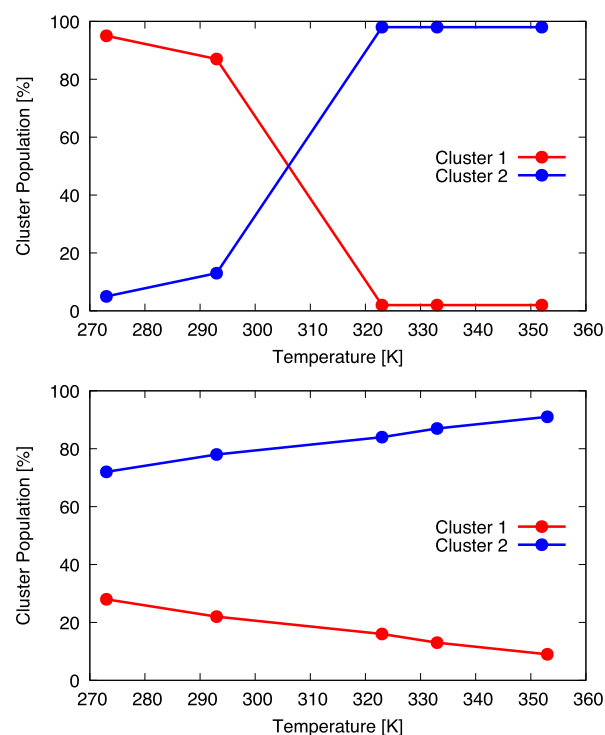 Cluster Population [%]
100
80
60
40
20
0
Cluster 1
Cluster 2
270 280 290 300 310 320 330 340 350 360
Temperature [K]
Cluster Population [%]
100
80
60
40
20
0
Cluster 1
Cluster 2
270 280 290 300 310 320 330 340 350 360
Temperature [K]